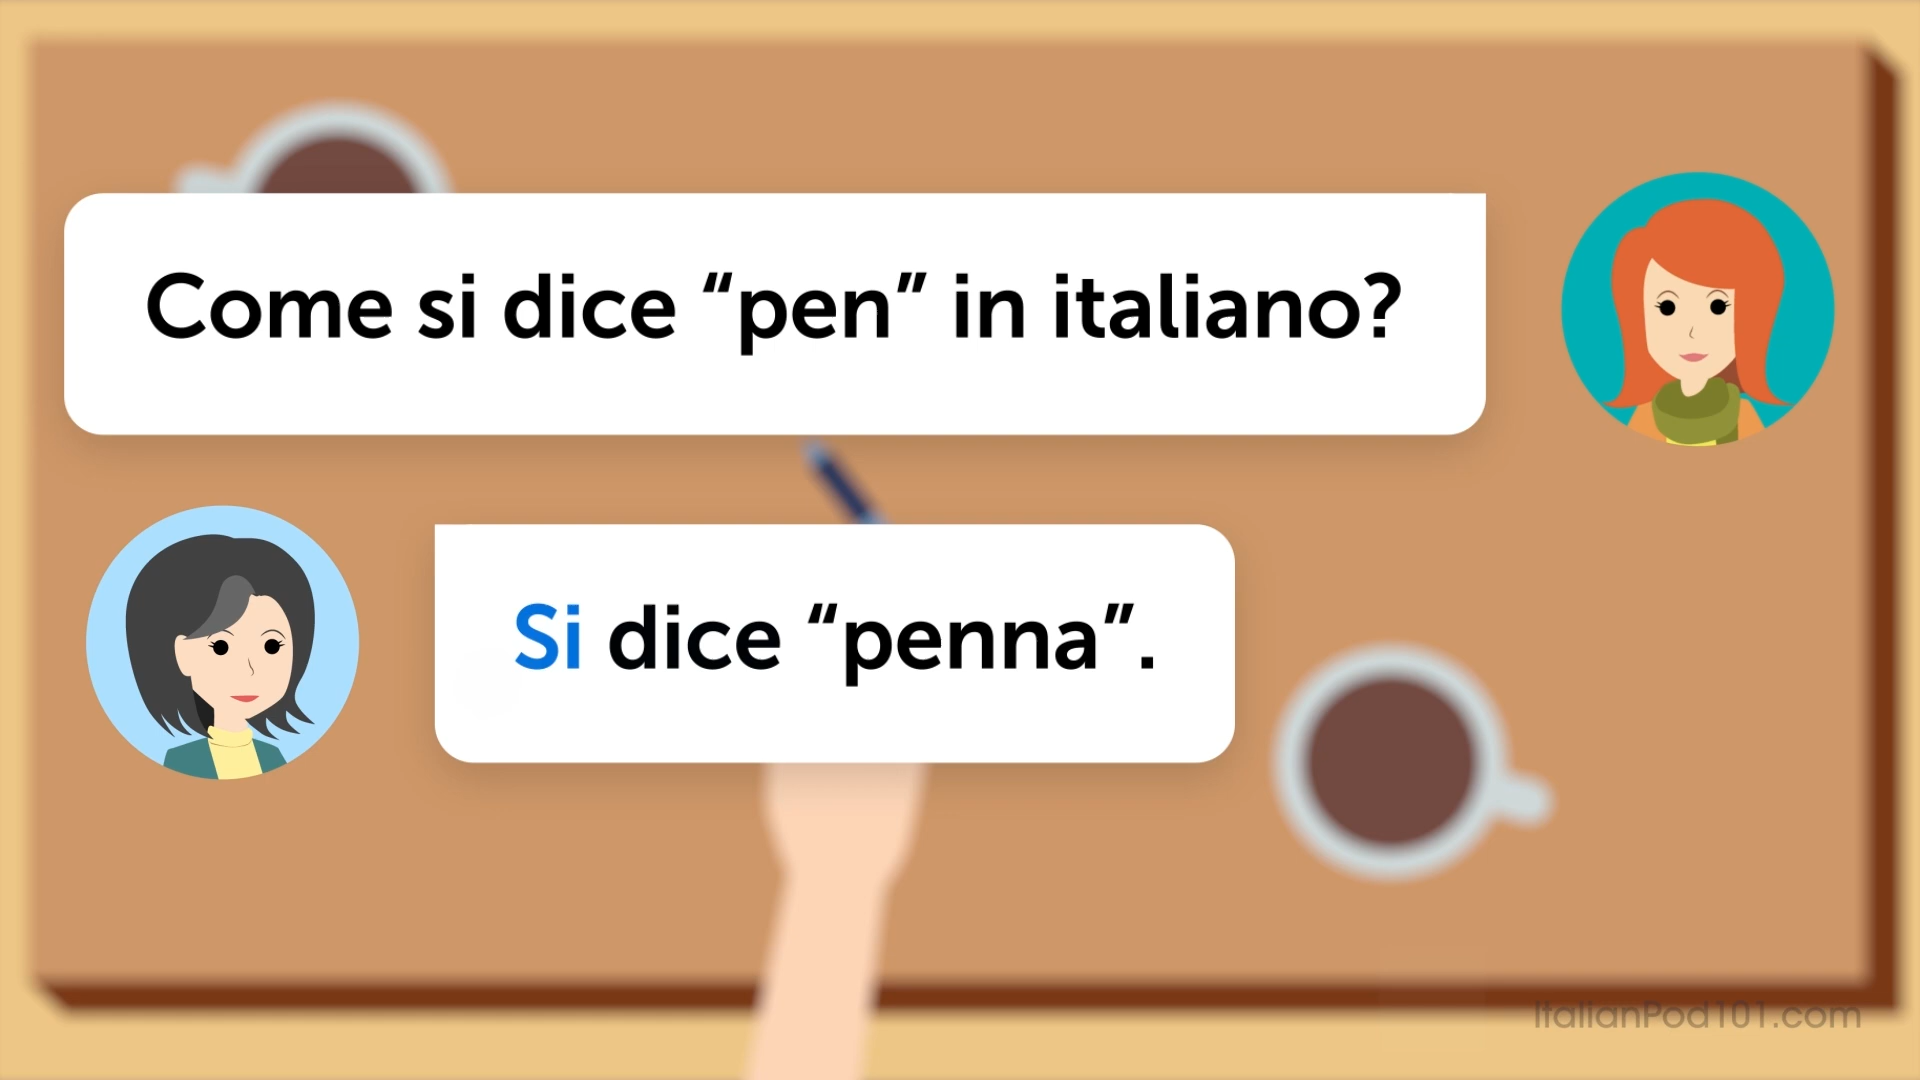 Come si dice “pen” in italiano?
Si dice “penna”.
ItalianPod101.com